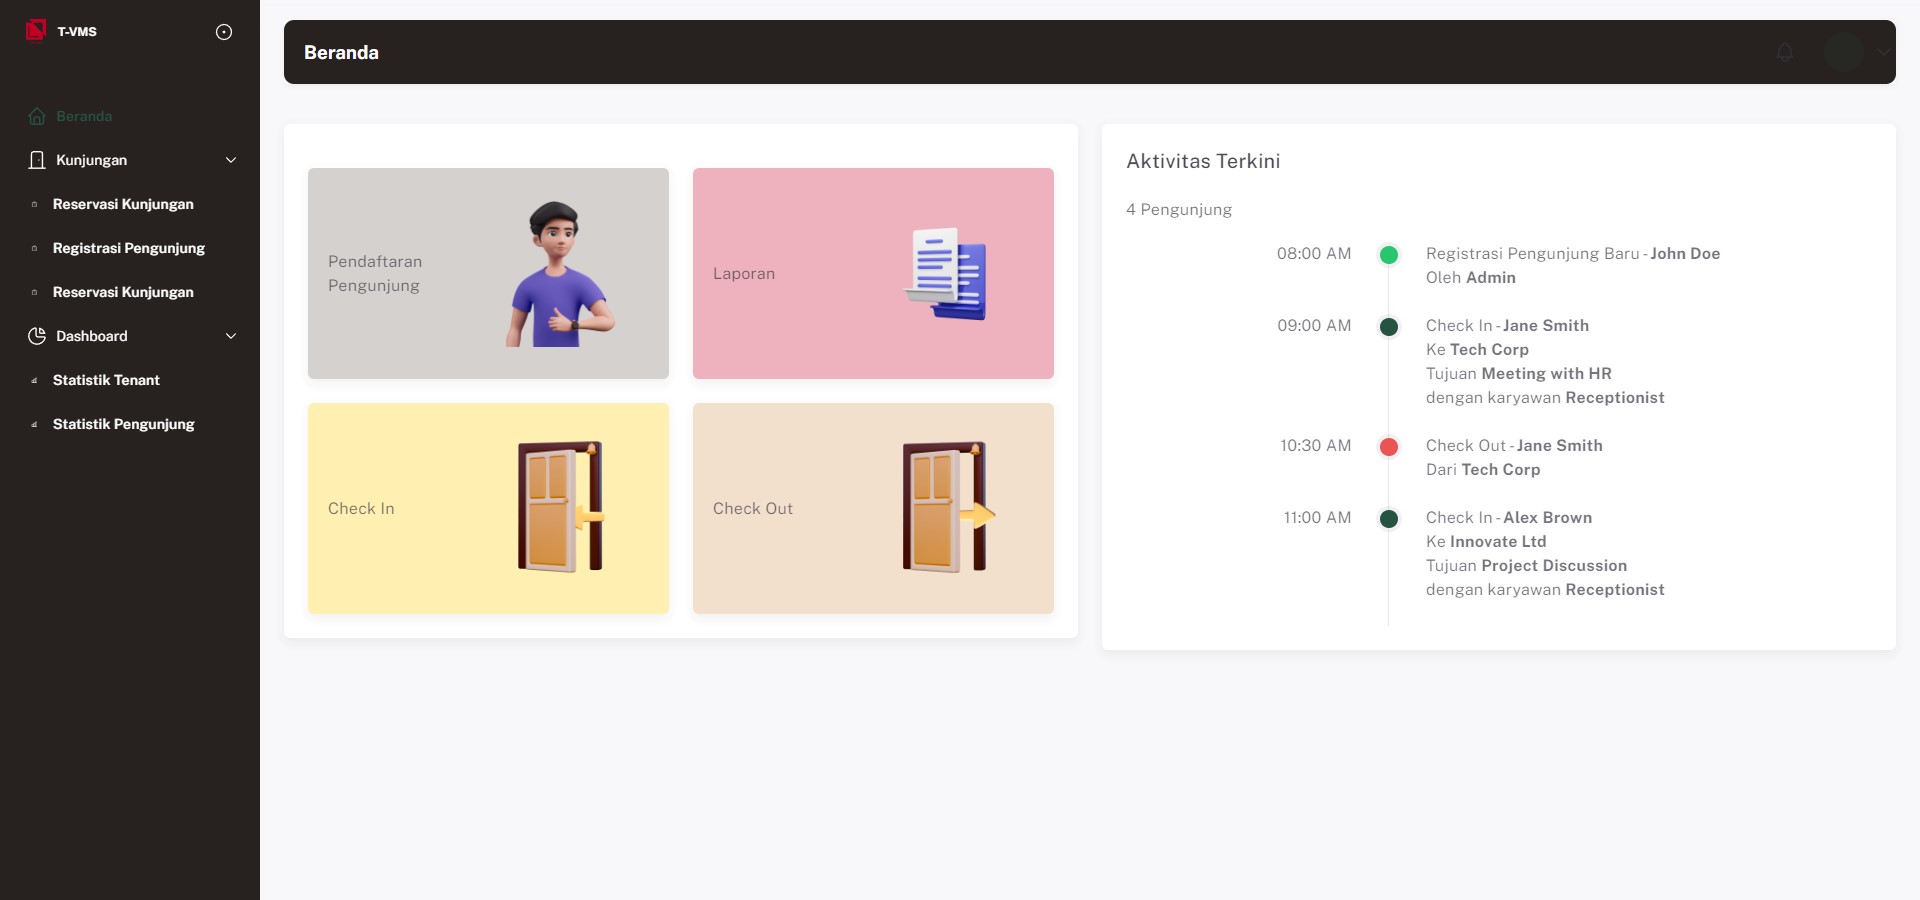 T-VMS
Beranda
Kunjungan
Reservasi Kunjungan
Registrasi Pengunjung
Reservasi Kunjungan
Dashboard
Statistik Tenant
Statistik Pengunjung
Beranda
Pendaftaran
Pengunjung
Laporan
Check In
Check Out
Aktivitas Terkini
4 Pengunjung
08:00 AM
Registrasi Pengunjung Baru - John Doe
Oleh Admin
09:00 AM
Check In - Jane Smith
Ke Tech Corp
Tujuan Meeting with HR
dengan karyawan Receptionist
10:30 AM
Check Out - Jane Smith
Dari Tech Corp
11:00 AM
Check In - Alex Brown
Ke Innovate Ltd
Tujuan Project Discussion
dengan karyawan Receptionist